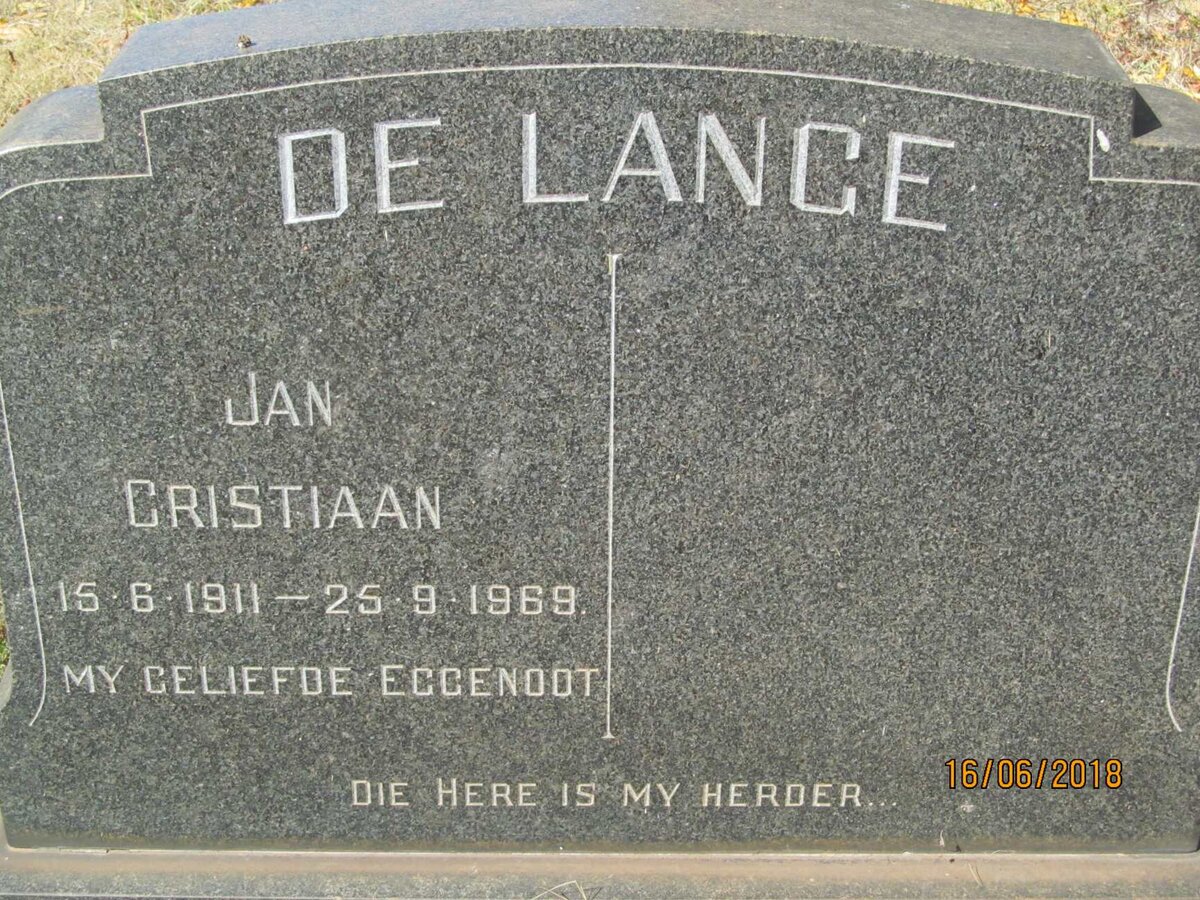 DE LANGE
JAN
CRISTIAAN
15·6·1911 – 25·9·1969.
MY GELIEFDE EGGENOOT
DIE HERE IS MY HERDER...
16/06/2018